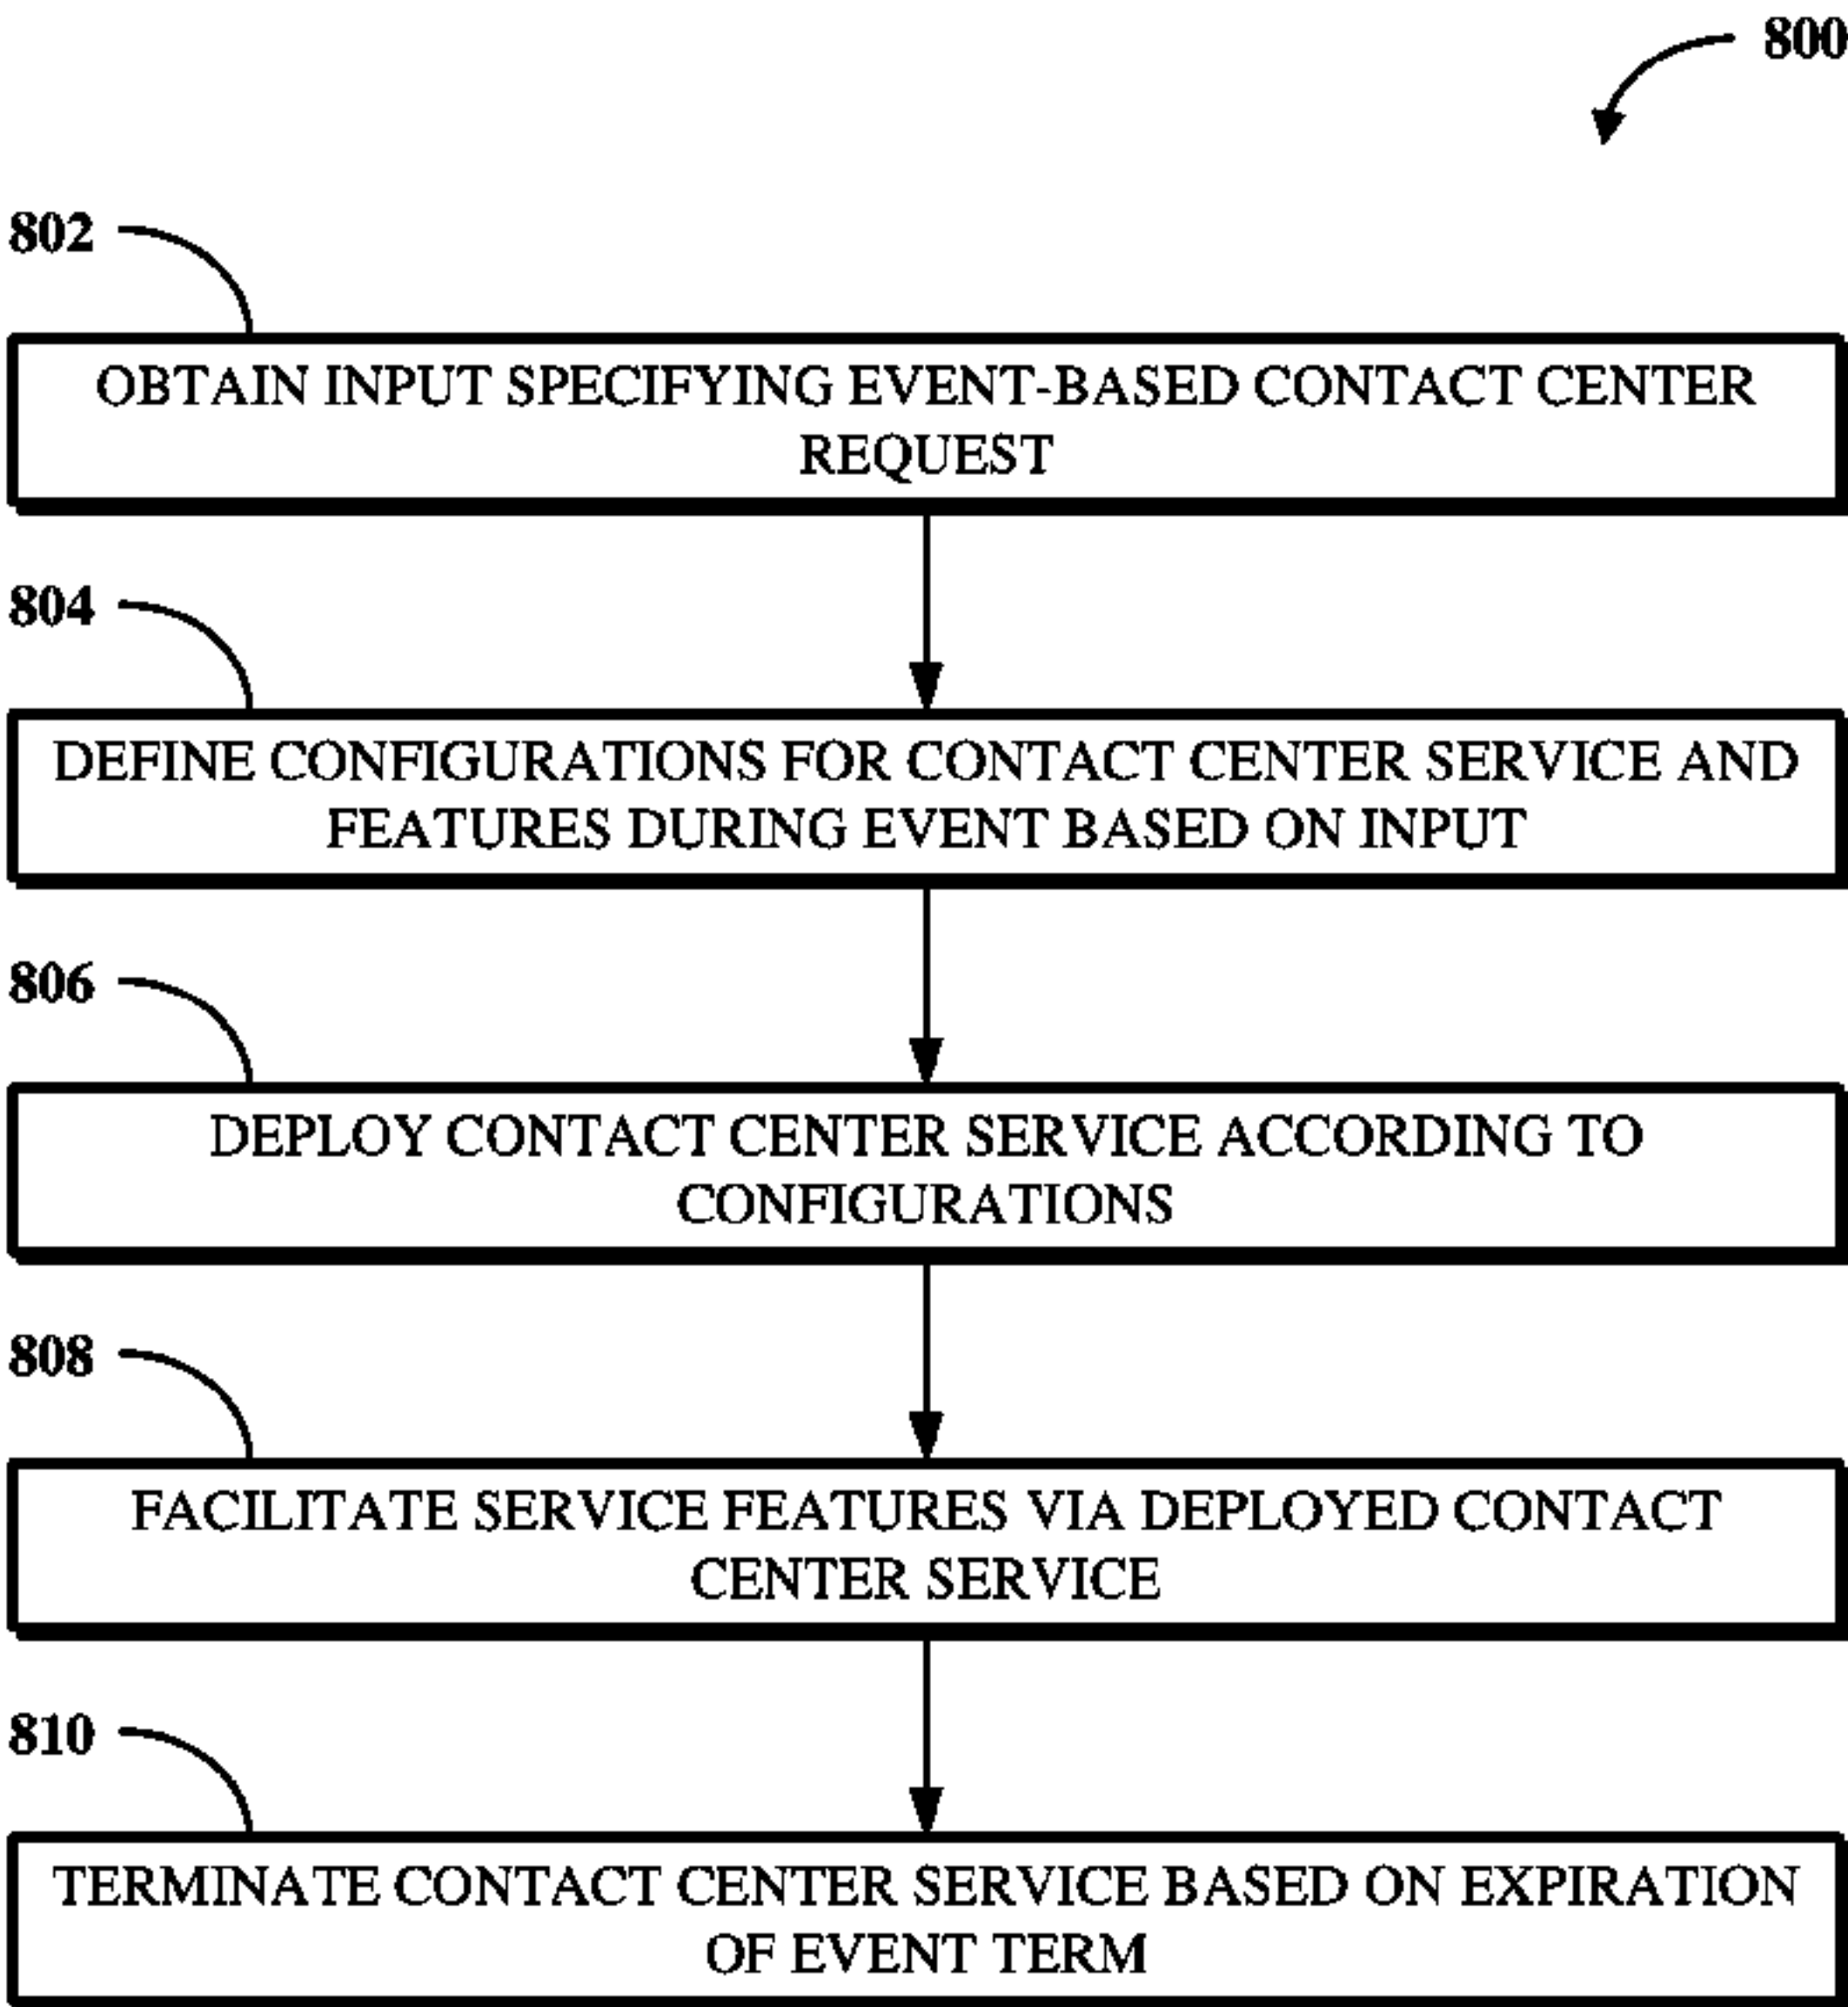 800
802
OBTAIN INPUT SPECIFYING EVENT-BASED CONTACT CENTER
REQUEST
804
DEFINE CONFIGURATIONS FOR CONTACT CENTER SERVICE AND
FEATURES DURING EVENT BASED ON INPUT
806
DEPLOY CONTACT CENTER SERVICE ACCORDING TO
CONFIGURATIONS
808
FACILITATE SERVICE FEATURES VIA DEPLOYED CONTACT
CENTER SERVICE
810
TERMINATE CONTACT CENTER SERVICE BASED ON EXPIRATION
OF EVENT TERM